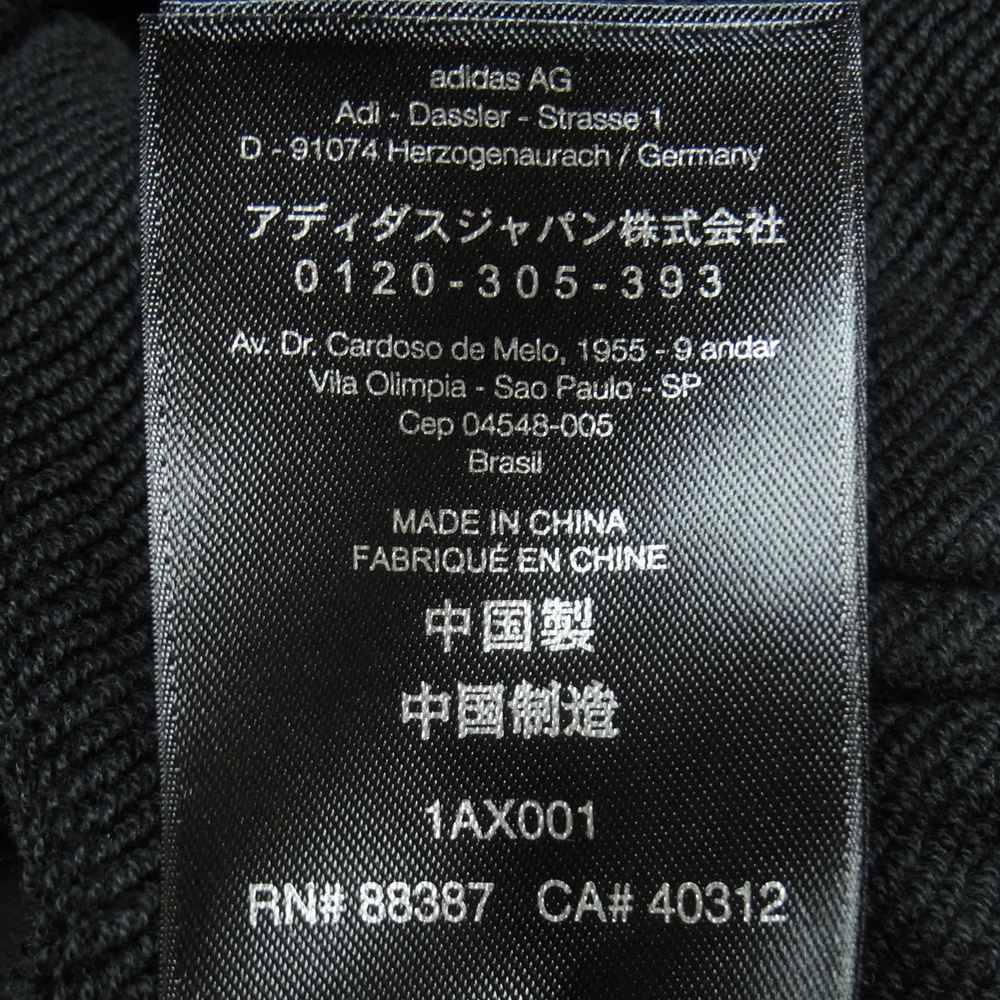 adidas AG
Adi - Dassler - Strasse 1
D - 91074 Herzogenaurach / Germany
アディダスジャパン株式会社
0120-305-393
Av. Dr. Cardoso de Melo, 1955 - 9 andar
Vila Olimpia - Sao Paulo - SP
Cep 04548-005
Brasil
MADE IN CHINA
FABRIQUÉ EN CHINE
中国製
中国制造
1AX001
RN# 88387 CA# 40312